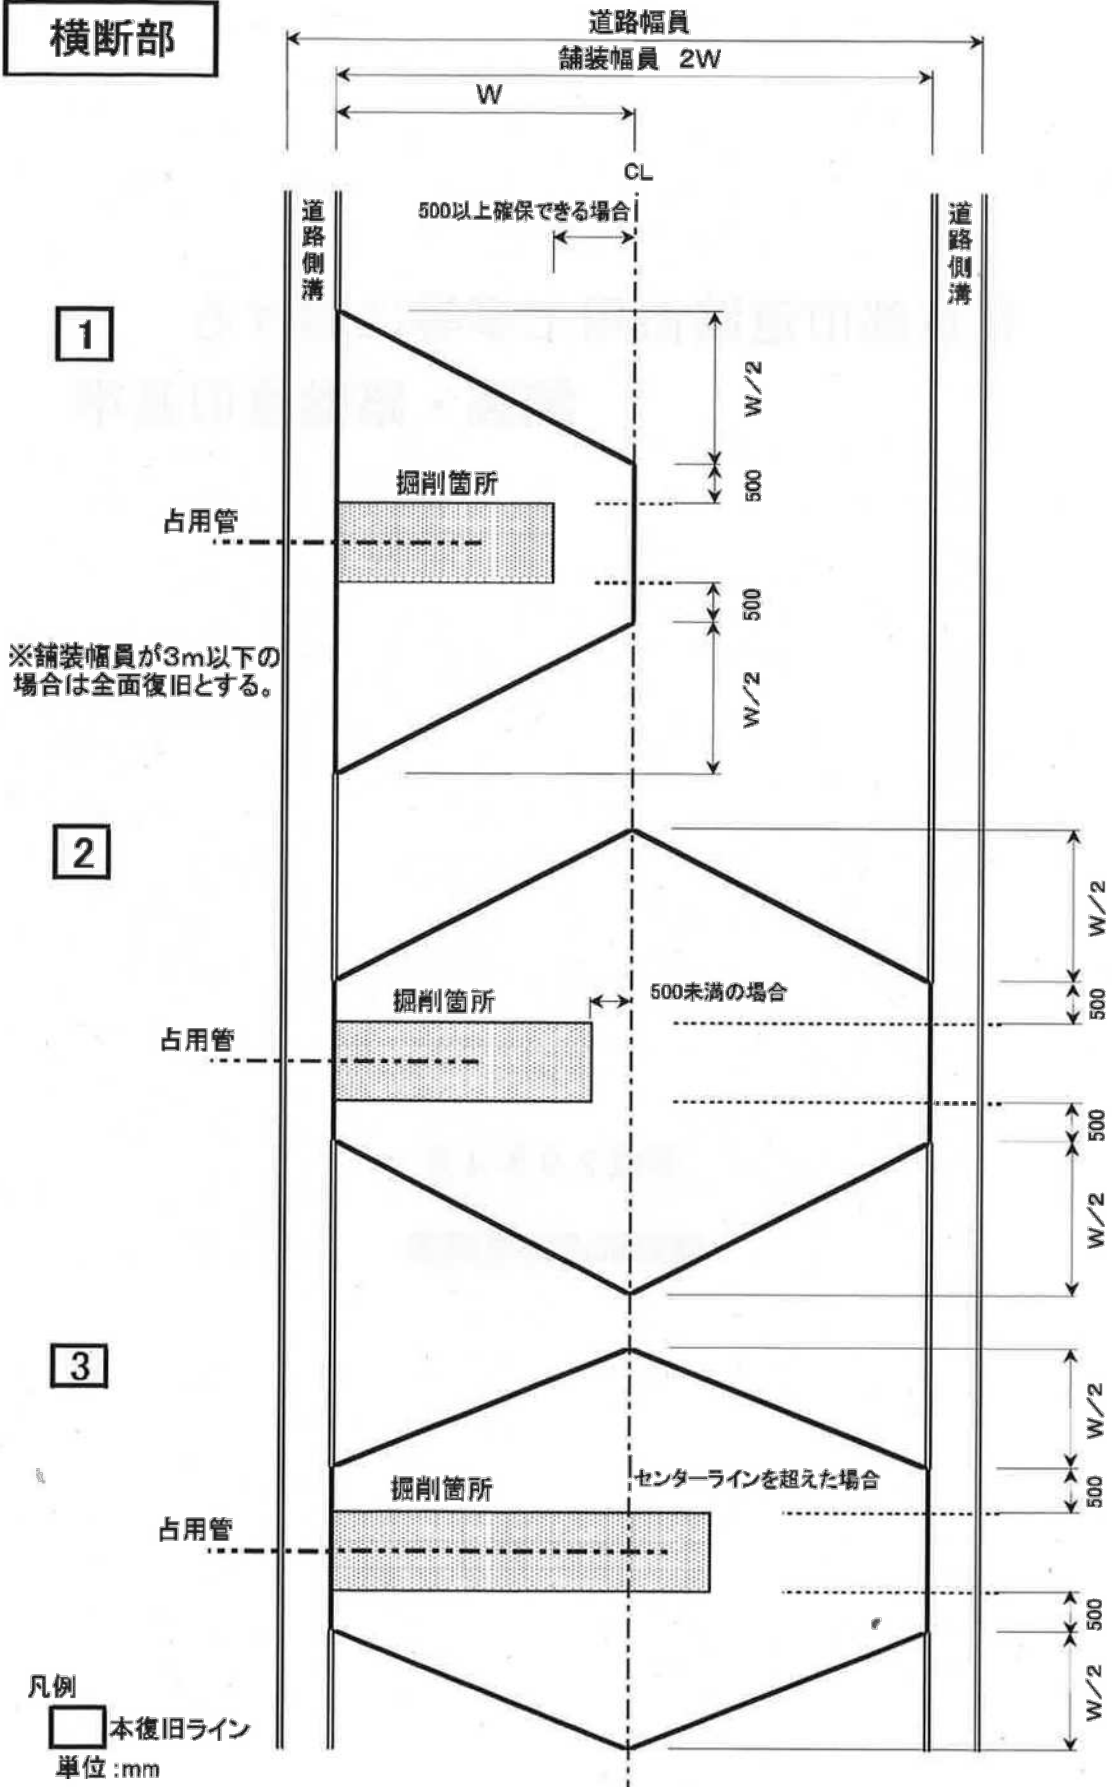 横断部
道路幅員
舗装幅員 2W
W
CL
500以上確保できる場合
道路側溝
道路側溝
1
W/2
500
掘削箇所
占用管
500
W/2
※舗装幅員が3m以下の
場合は全面復旧とする。
2
W/2
500
掘削箇所
500未満の場合
占用管
500
W/2
3
W/2
500
掘削箇所
センターラインを超えた場合
占用管
500
W/2
凡例
本復旧ライン
単位:mm